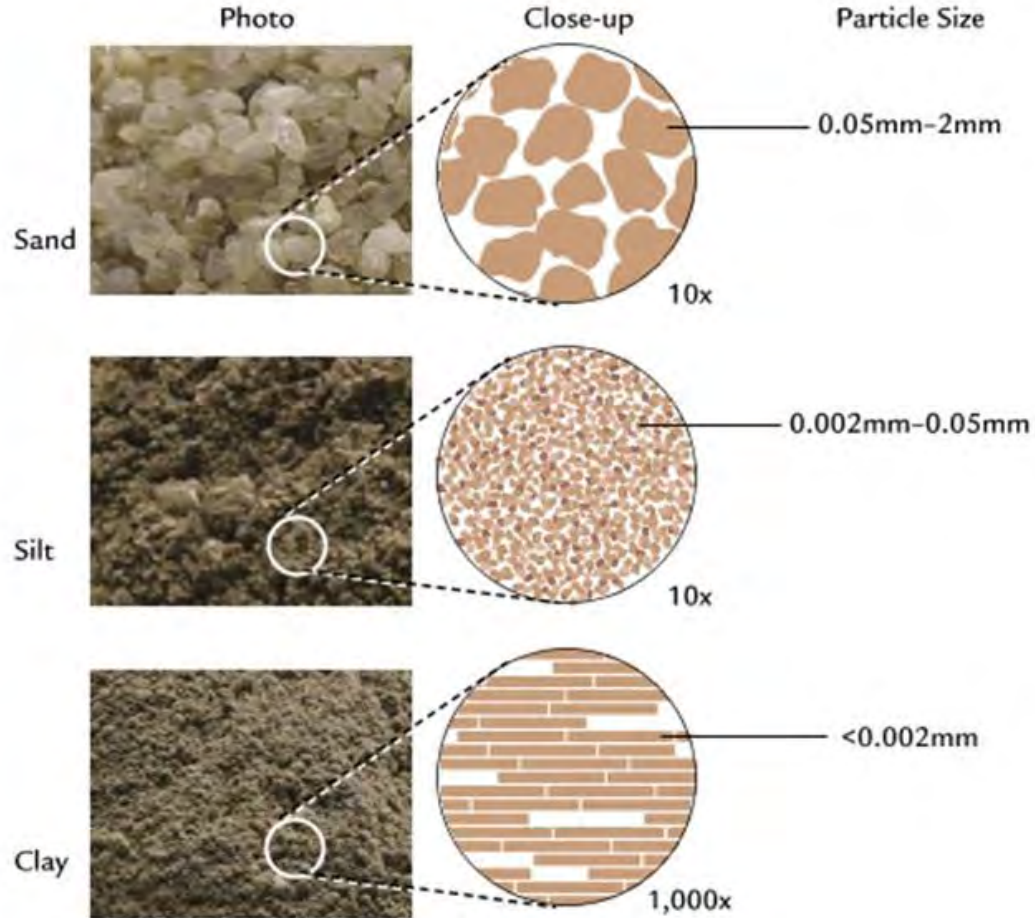 Photo Close-up Particle Size
Sand
0.05mm–2mm
10x
Silt
0.002mm–0.05mm
10x
Clay
<0.002mm
1,000x